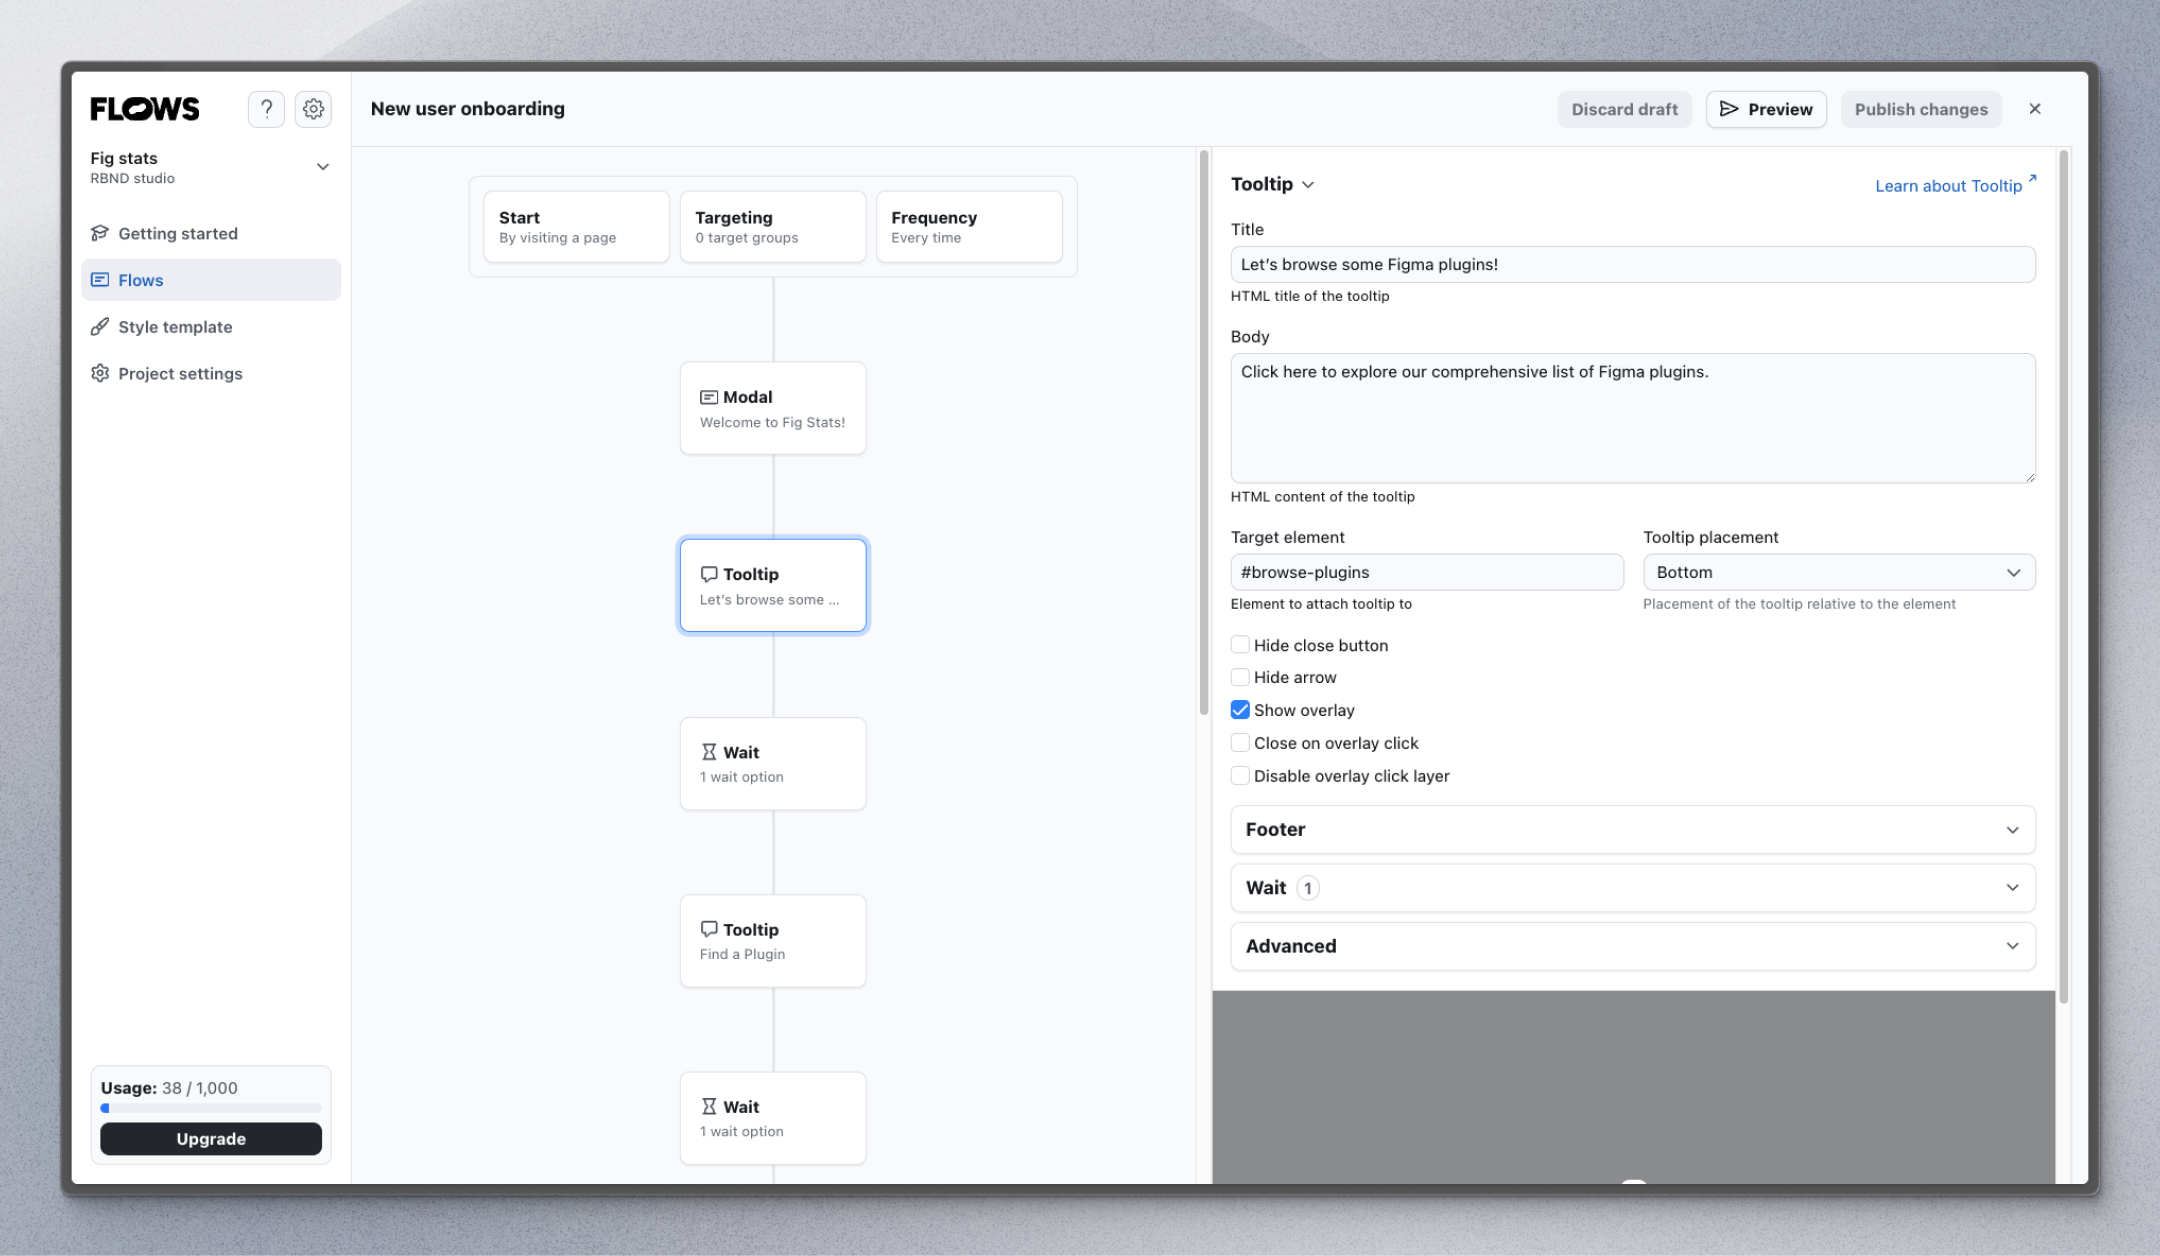 FLOWS
?
Fig stats
RBND studio
Getting started
Flows
Style template
Project settings
Usage: 38 / 1,000
Upgrade
New user onboarding
Discard draft
Preview
Publish changes
Start
By visiting a page
Targeting
0 target groups
Frequency
Every time
Modal
Welcome to Fig Stats!
Tooltip
Let’s browse some ...
Wait
1 wait option
Tooltip
Find a Plugin
Wait
1 wait option
Tooltip
Learn about Tooltip
Title
Let’s browse some Figma plugins!
HTML title of the tooltip
Body
Click here to explore our comprehensive list of Figma plugins.
HTML content of the tooltip
Target element
Tooltip placement
#browse-plugins
Bottom
Element to attach tooltip to
Placement of the tooltip relative to the element
Hide close button
Hide arrow
Show overlay
Close on overlay click
Disable overlay click layer
Footer
Wait 1
Advanced